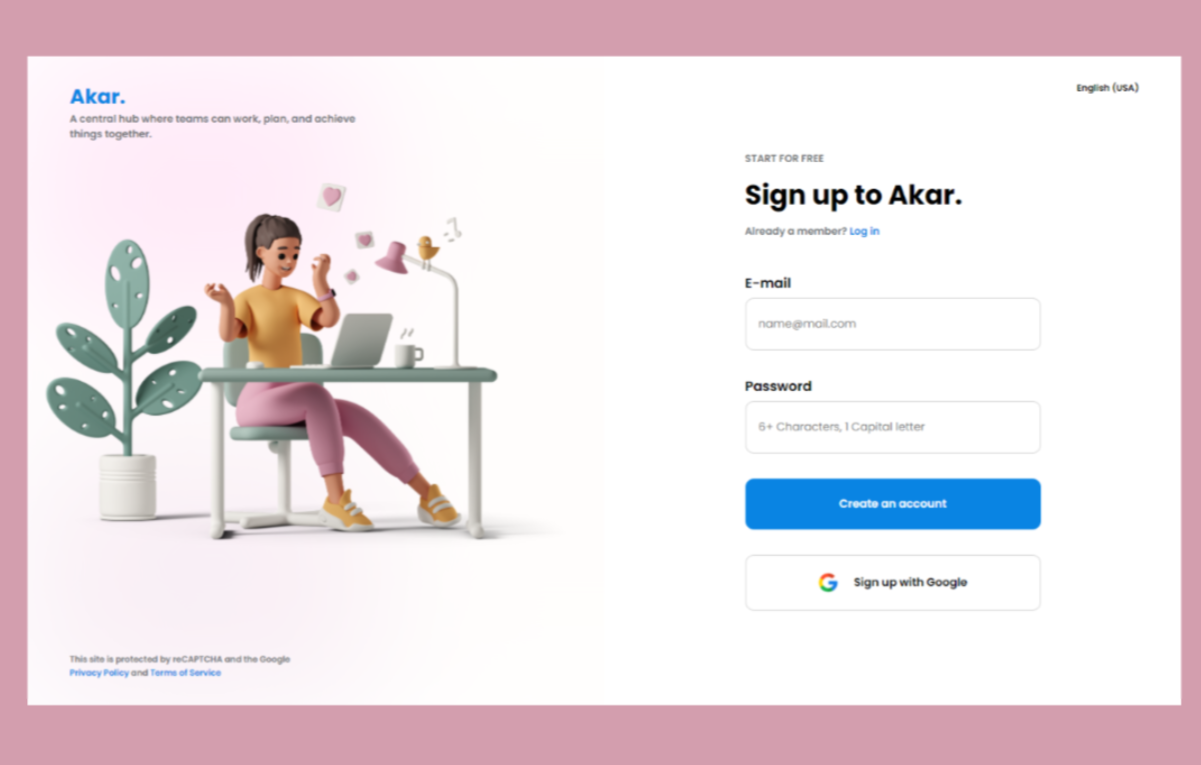 Akar.
A central hub where teams can work, plan, and achieve
things together.
English (USA)
START FOR FREE
Sign up to Akar.
Already a member? Log in
E-mail
name@mail.com
Password
6+ Characters, 1 Capital letter
Create an account
Sign up with Google
This site is protected by reCAPTCHA and the Google
Privacy Policy and Terms of Service